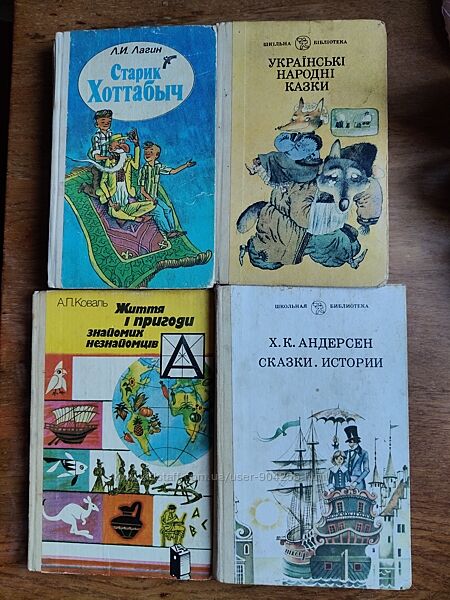 Л.И. Лагин
Старик
Хоттабыч
ШКІЛЬНА БІБЛІОТЕКА
УКРАЇНСЬКІ
НАРОДНІ
КАЗКИ
А.П.Коваль
Життя
і пригоди
знайомих
незнайомців
А
А В С
ШКОЛЬНАЯ БИБЛИОТЕКА
Х. К. АНДЕРСЕН
СКАЗКИ. ИСТОРИИ